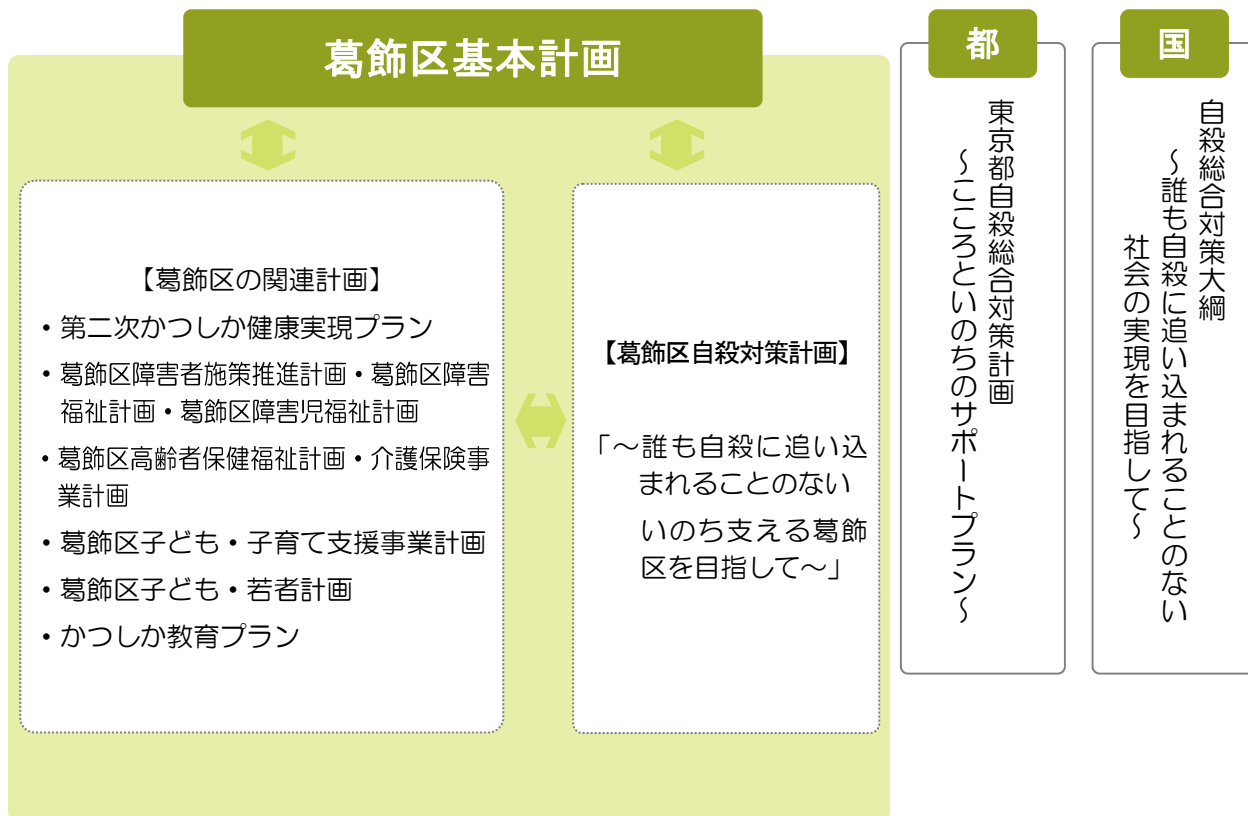 葛飾区基本計画
【葛飾区の関連計画】
・第二次かつしか健康実現プラン
・葛飾区障害者施策推進計画・葛飾区障害
福祉計画・葛飾区障害児福祉計画
・葛飾区高齢者保健福祉計画・介護保険事
業計画
・葛飾区子ども・子育て支援事業計画
・葛飾区子ども・若者計画
・かつしか教育プラン
【葛飾区自殺対策計画】
「～誰も自殺に追い込
まれることのない
いのち支える葛飾
区を目指して～」
都
東京都自殺総合対策計画
～こころといのちのサポートプラン～
国
自殺総合対策大綱
～誰も自殺に追い込まれることのない
社会の実現を目指して～